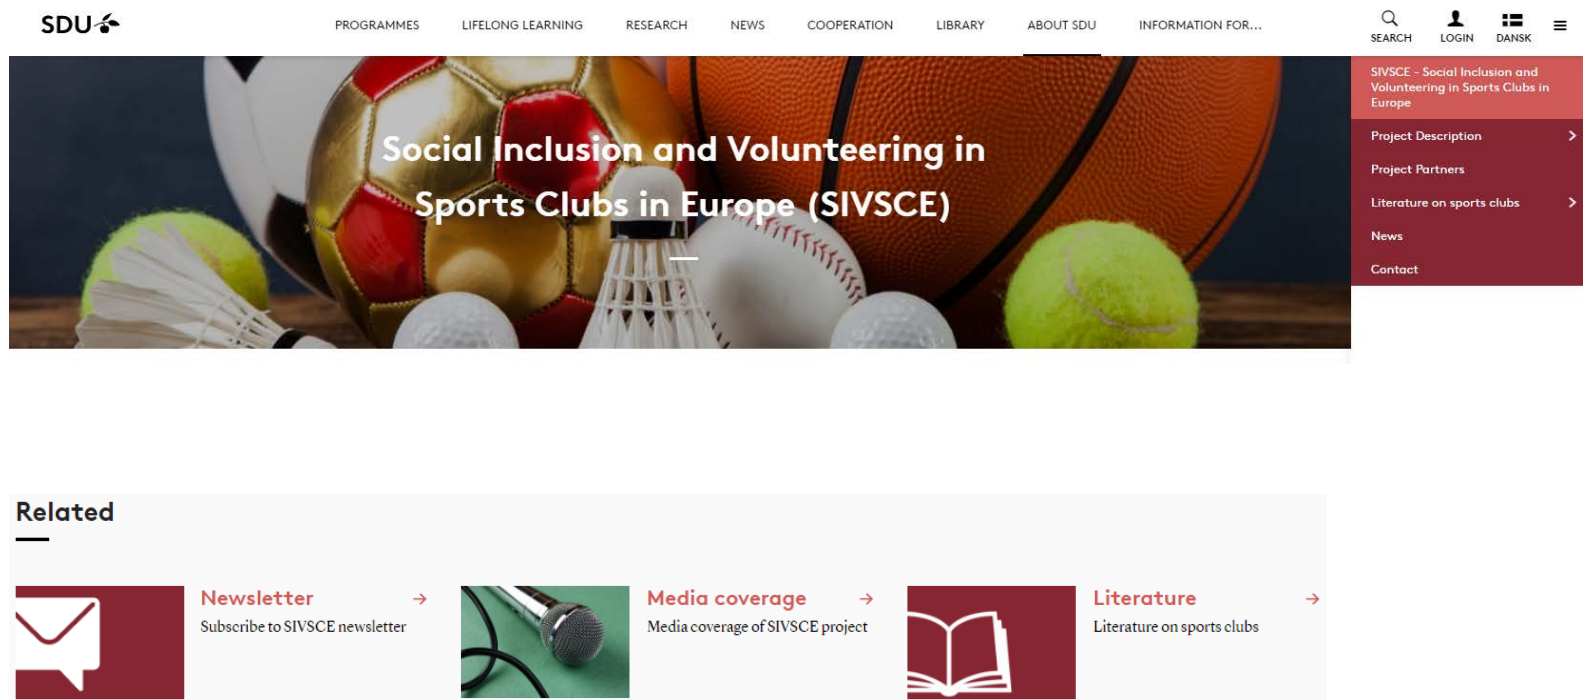 SDU
PROGRAMMES LIFELONG LEARNING RESEARCH NEWS COOPERATION LIBRARY ABOUT SDU INFORMATION FOR...
SEARCH LOGIN DANSK
Social Inclusion and Volunteering in
Sports Clubs in Europe (SIVSCE)
SIVSCE - Social Inclusion and
Volunteering in Sports Clubs in
Europe
Project Description
Project Partners
Literature on sports clubs
News
Contact
Related
Newsletter
Subscribe to SIVSCE newsletter
Media coverage
Media coverage of SIVSCE project
Literature
Literature on sports clubs